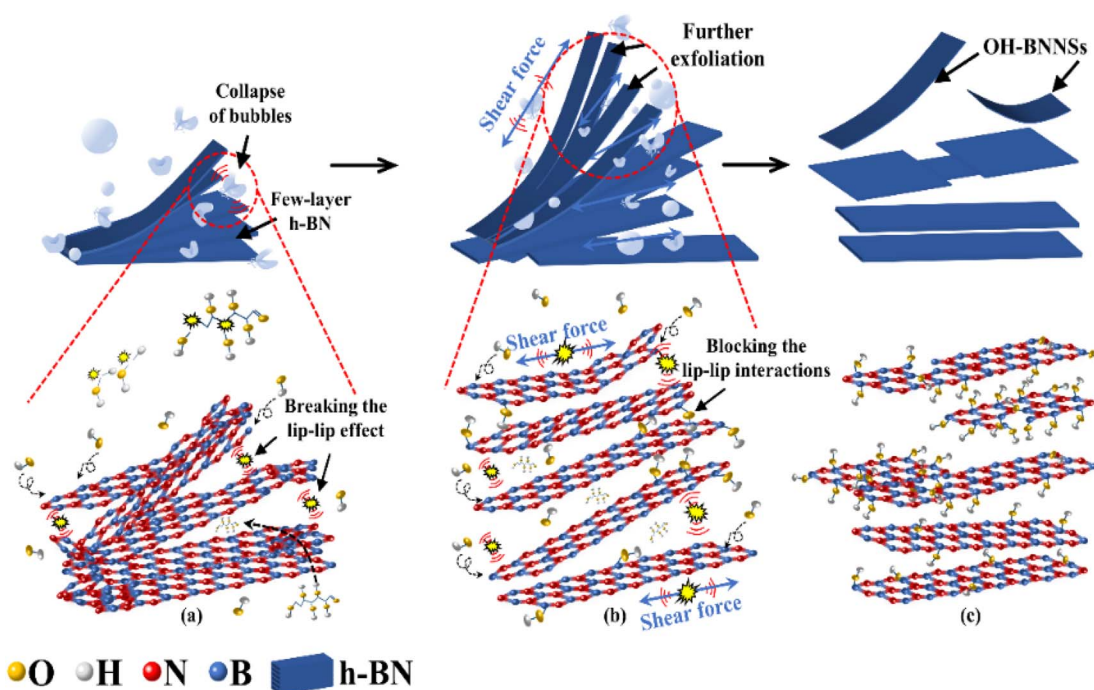 Collapse
of bubbles
Few-layer
h-BN
Breaking the
lip-lip effect
(a)
Shear force
Further
exfoliation
Shear force
Blocking the
lip-lip interactions
Shear force
(b)
OH-BNNSs
(c)
O
H
N
B
h-BN